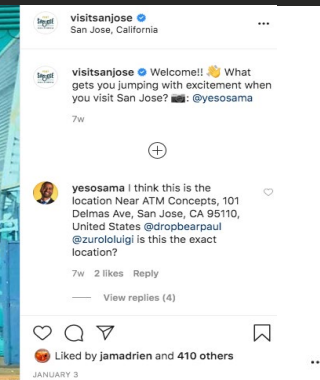 visitsanjose
San Jose, California
visitsanjose Welcome!! 👋 What
gets you jumping with excitement when
you visit San Jose? 📷: @yesosama
7w
yesosama I think this is the
location Near ATM Concepts, 101
Delmas Ave, San Jose, CA 95110,
United States @dropbearpaul
@zurololuigi is this the exact
location?
7w 2 likes Reply
View replies (4)
Liked by jamadrien and 410 others
JANUARY 3